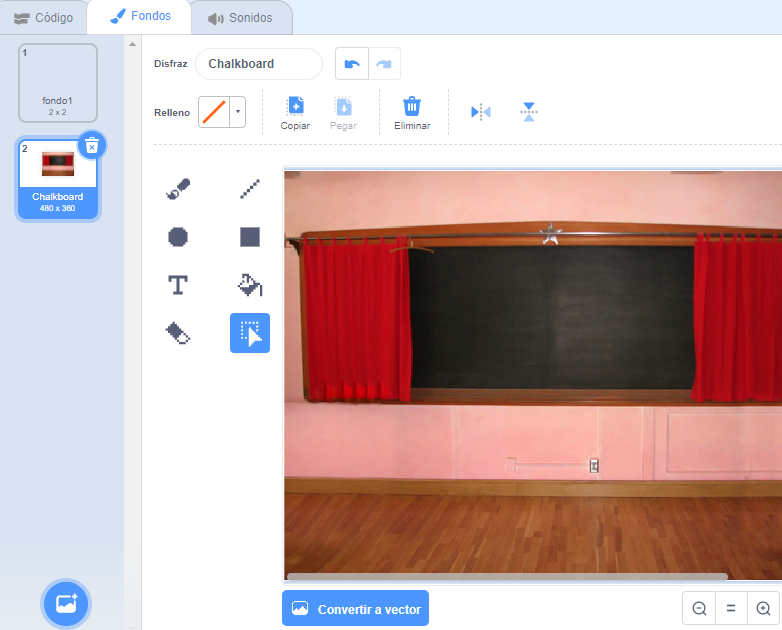 Código
Fondos
Sonidos
1
fondo1
2 x 2
2
Chalkboard
480 x 360
Disfraz
Chalkboard
Relleno
Copiar
Pegar
Eliminar
T
Convertir a vector